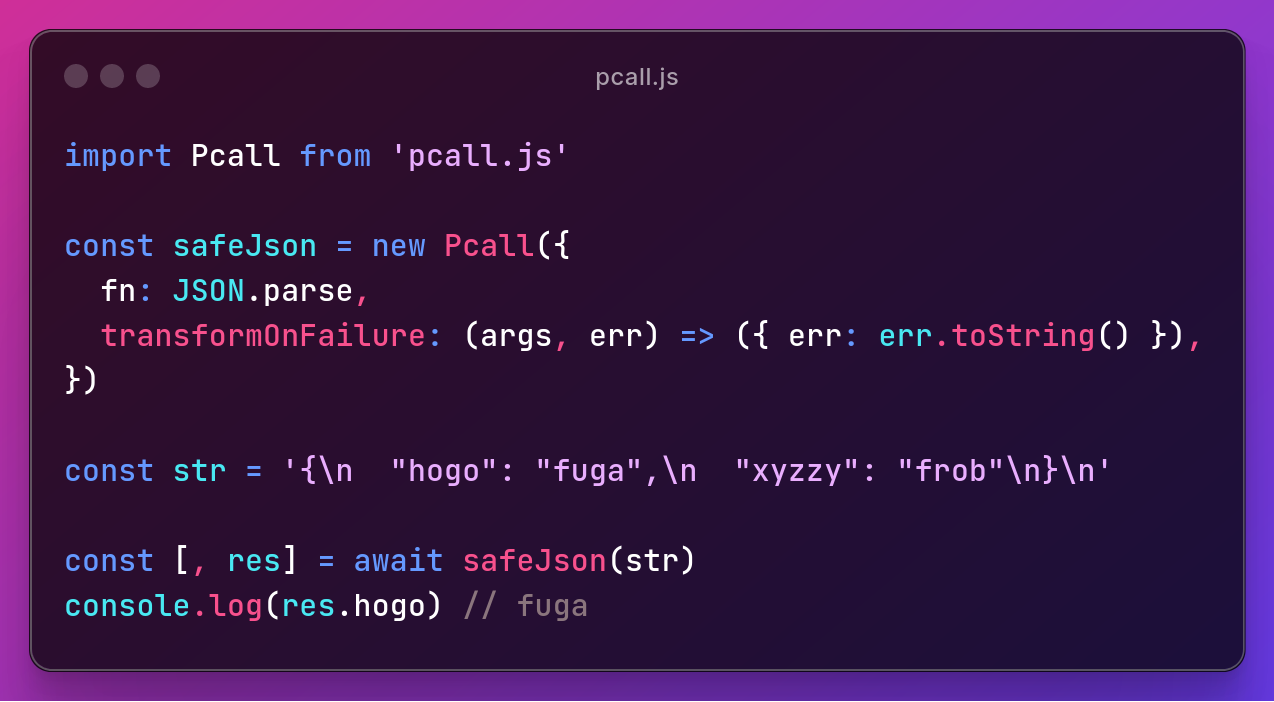 pcall.js
import Pcall from 'pcall.js'
const safeJson = new Pcall({
  fn: JSON.parse,
  transformOnFailure: (args, err) => ({ err: err.toString() }),
})
const str = '{\n  "hogo": "fuga",\n  "xyzzy": "frob"\n}\n'
const [, res] = await safeJson(str)
console.log(res.hogo) // fuga